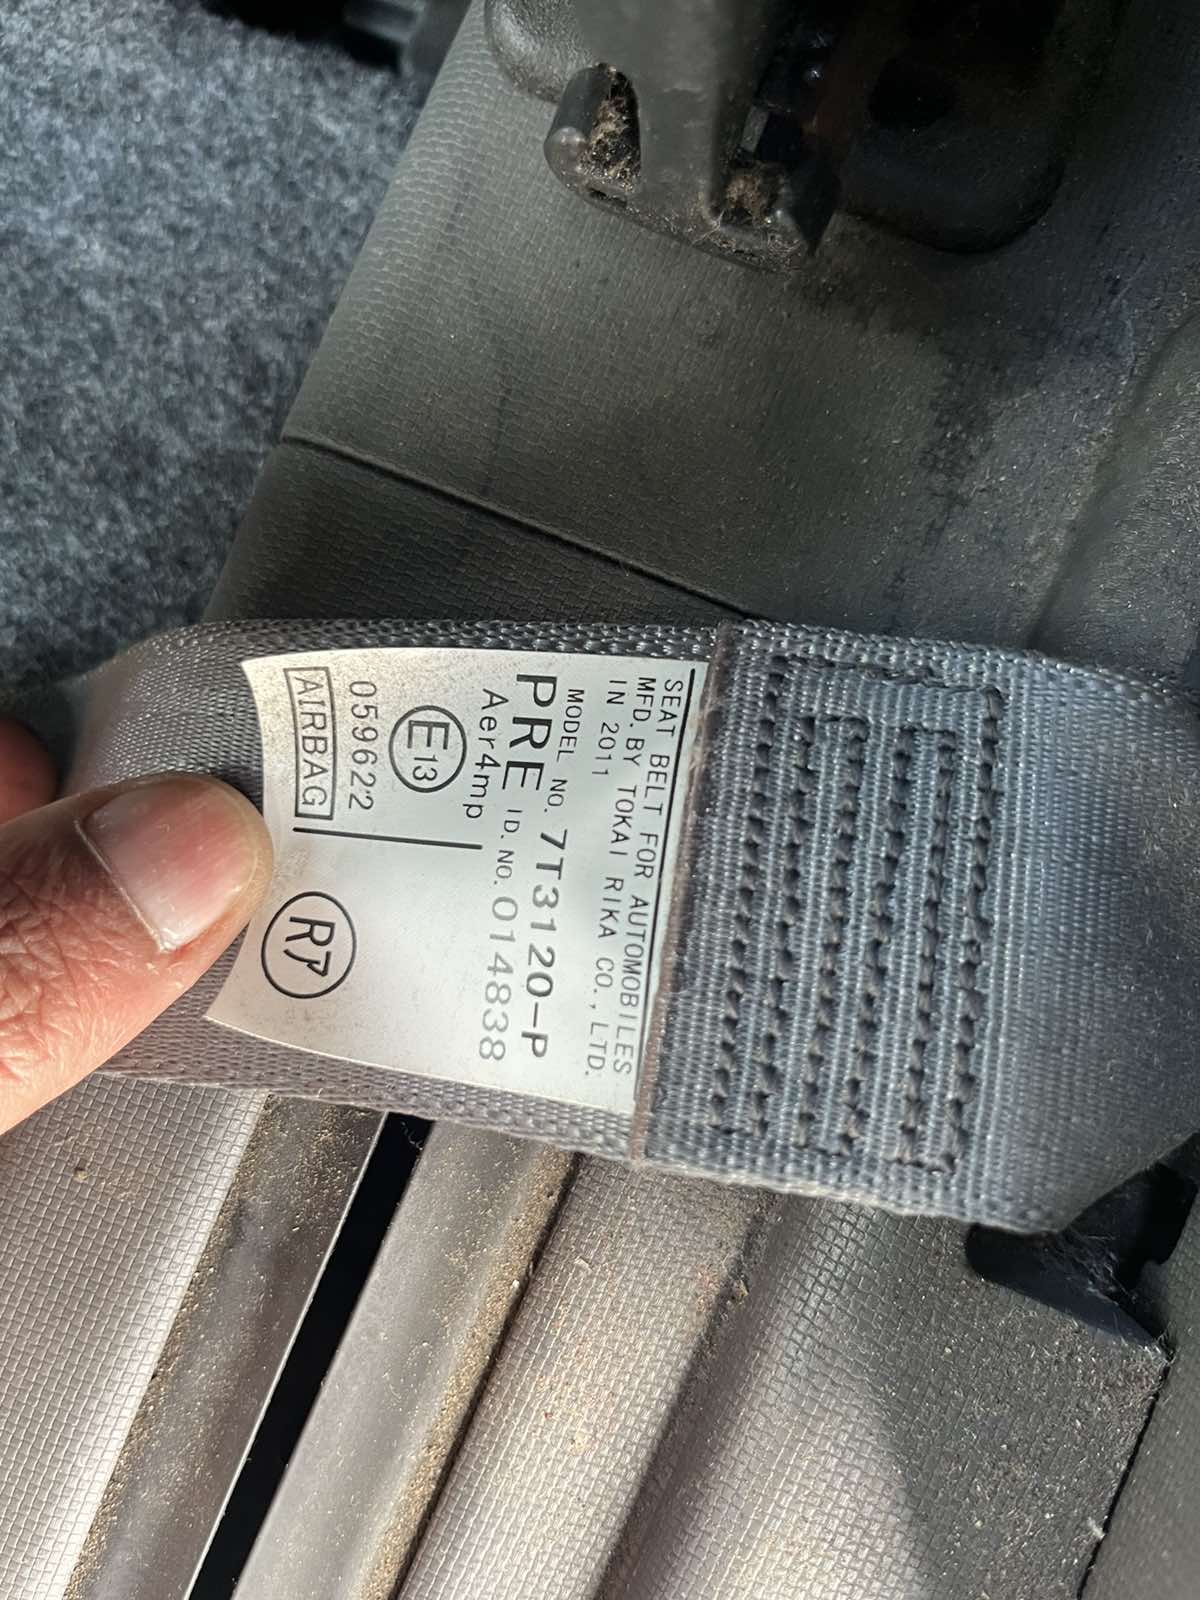 SEAT BELT FOR AUTOMOBILES
MFD. BY TOKAI RIKA CO., LTD.
IN 2011
MODEL NO. 7T3120-P
PRE ID. NO. 014838
Aer4mp
E13
059622
AIRBAG